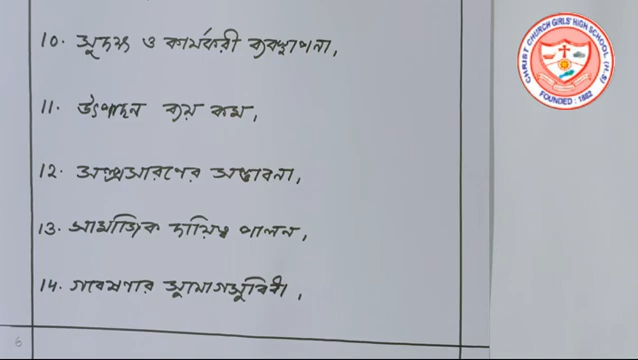 10. সুদক্ষ ও কার্যকরী ব্যবস্থাপনা,
11. উৎপাদন ব্যয় কম,
12. সম্প্রসারণের সম্ভাবনা,
13. সামাজিক দায়িত্ব পালন,
14. গবেষণার সুযোগসুবিধা,
6
CHRIST CHURCH GIRLS' HIGH SCHOOL (H.S)
FOUNDED : 1882